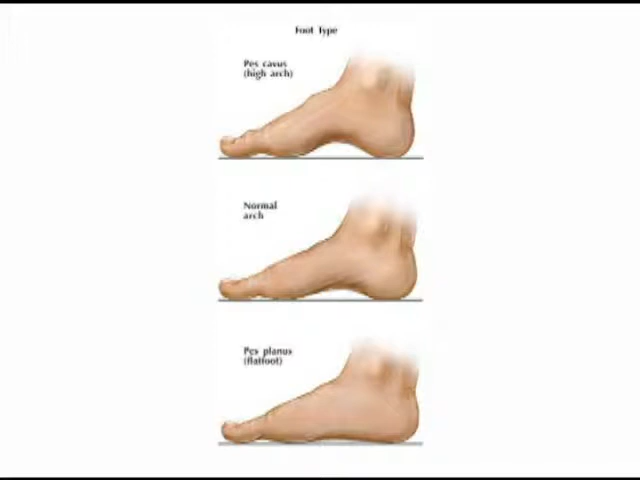 Foot Type
Pes cavus
(high arch)
Normal
arch
Pes planus
(flatfoot)